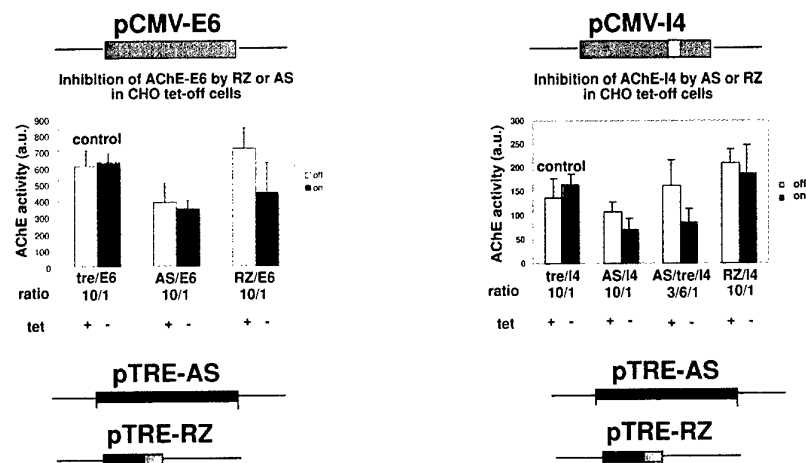 pCMV-E6
Inhibition of AChE-E6 by RZ or AS
in CHO tet-off cells
AChE activity (a.u.)
900
800
700
600
500
400
300
200
100
0
control
off
on
tre/E6 AS/E6 RZ/E6
ratio 10/1 10/1 10/1
tet + - + - + -
pTRE-AS
pTRE-RZ
pCMV-I4
Inhibition of AChE-I4 by AS or RZ
in CHO tet-off cells
AChE activity (a.u.)
300
250
200
150
100
50
0
control
off
on
tre/I4 AS/I4 AS/tre/I4 RZ/I4
ratio 10/1 10/1 3/6/1 10/1
tet + - + - + - + -
pTRE-AS
pTRE-RZ